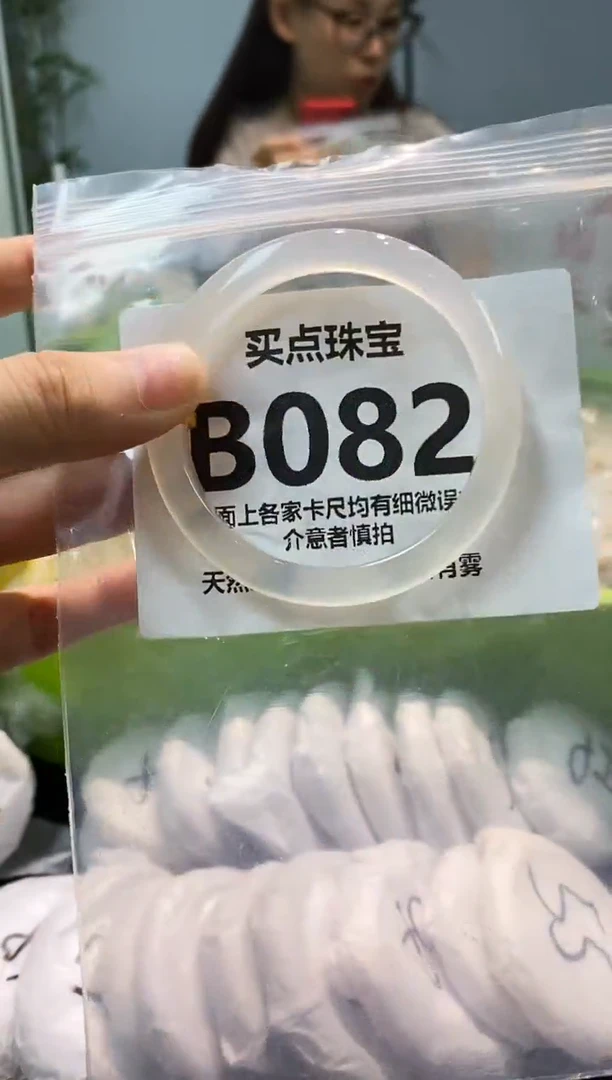 买点珠宝
B082
面上各家卡尺均有细微误
介意者慎拍
天然 有雾